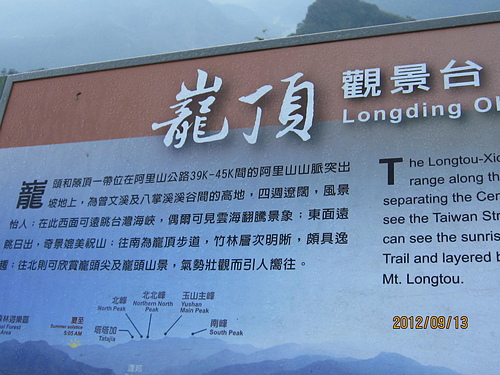 龍頂 觀景台
Longding
龍頭和隙頂一帶位在阿里山公路39K-45K間的阿里山山脈突出
坡地上，為曾文溪及八掌溪溪谷間的高地，四週遼闊，風景
怡人：在此西面可遠眺台灣海峽，偶爾可見雲海翻騰景象；東面遠
眺日出，奇景媲美祝山；往南為龍頂步道，竹林層次明晰，頗具逸
趣；往北則可欣賞龍頭尖及龍頭山景，氣勢壯觀而引人嚮往。
The Longtou-Xi
range along th
separating the Cen
see the Taiwan Str
can see the sunris
Trail and layered b
Mt. Longtou.
夏至
Summer solstice
5:05 AM
塔塔加
Tatajia
北峰
North Peak
北北峰
Northern North
Peak
玉山主峰
Yushan
Main Peak
南峰
South Peak
2012/09/13